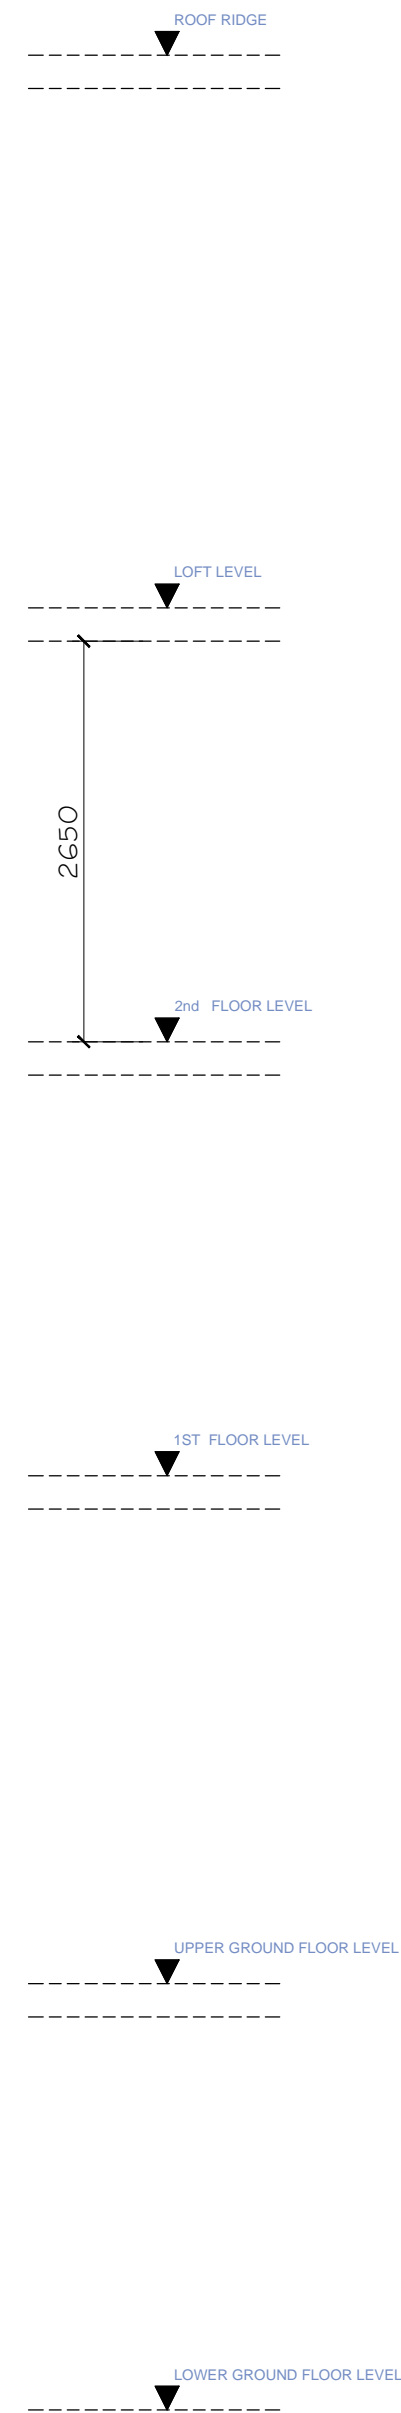 ROOF RIDGE
LOFT LEVEL
2650
2nd FLOOR LEVEL
1ST FLOOR LEVEL
UPPER GROUND FLOOR LEVEL
LOWER GROUND FLOOR LEVEL